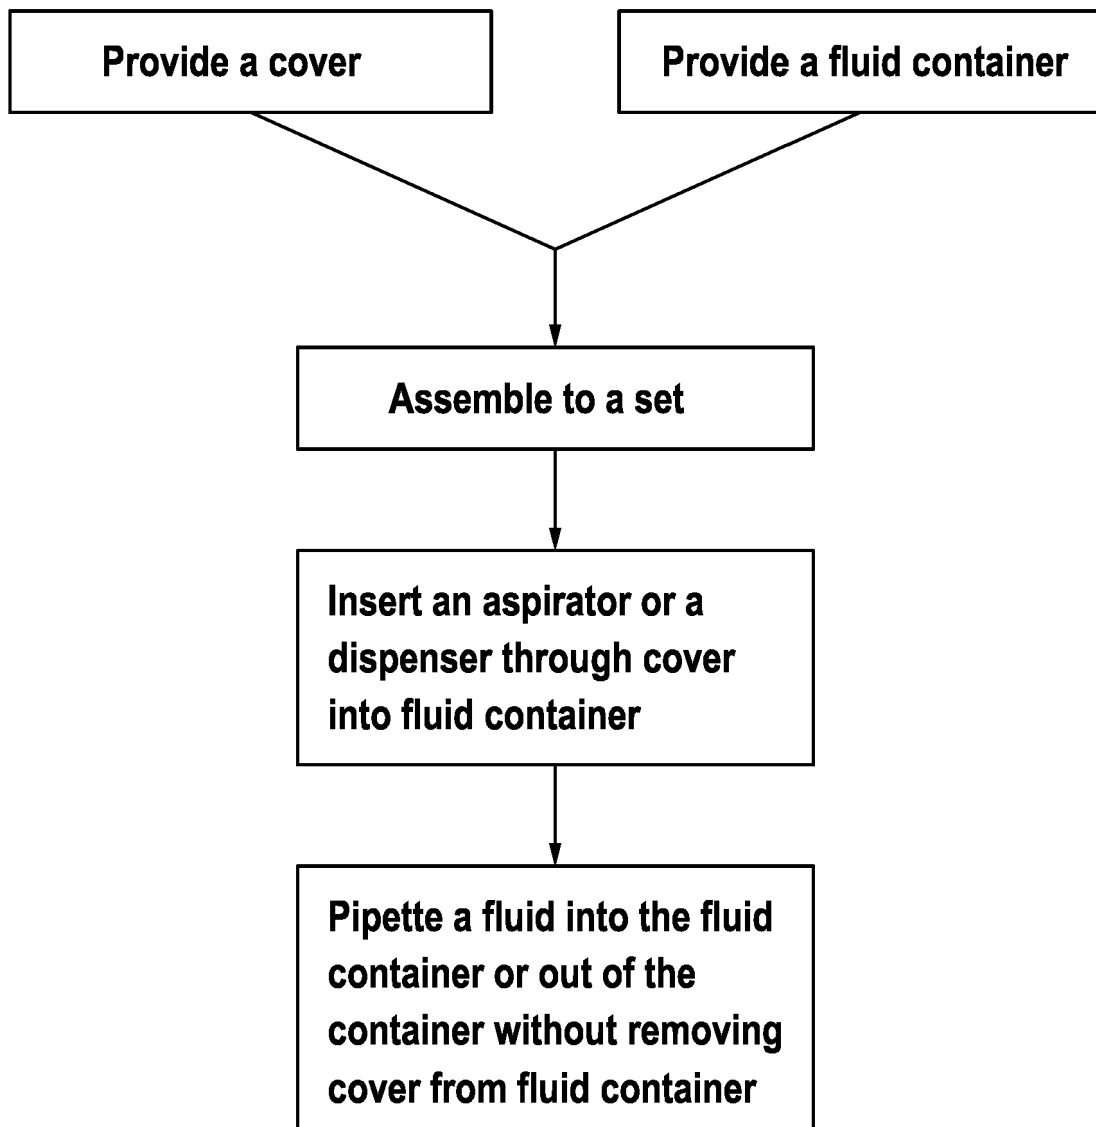 Provide a cover
Provide a fluid container
Assemble to a set
Insert an aspirator or a
dispenser through cover
into fluid container
Pipette a fluid into the fluid
container or out of the
container without removing
cover from fluid container